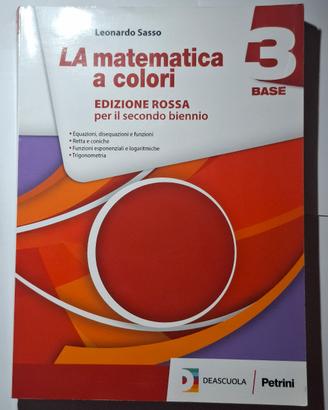 Leonardo Sasso
LA matematica
a colori
3
BASE
EDIZIONE ROSSA
per il secondo biennio
• Equazioni, disequazioni e funzioni
• Retta e coniche
• Funzioni esponenziali e logaritmiche
• Trigonometria
DEASCUOLA
Petrini